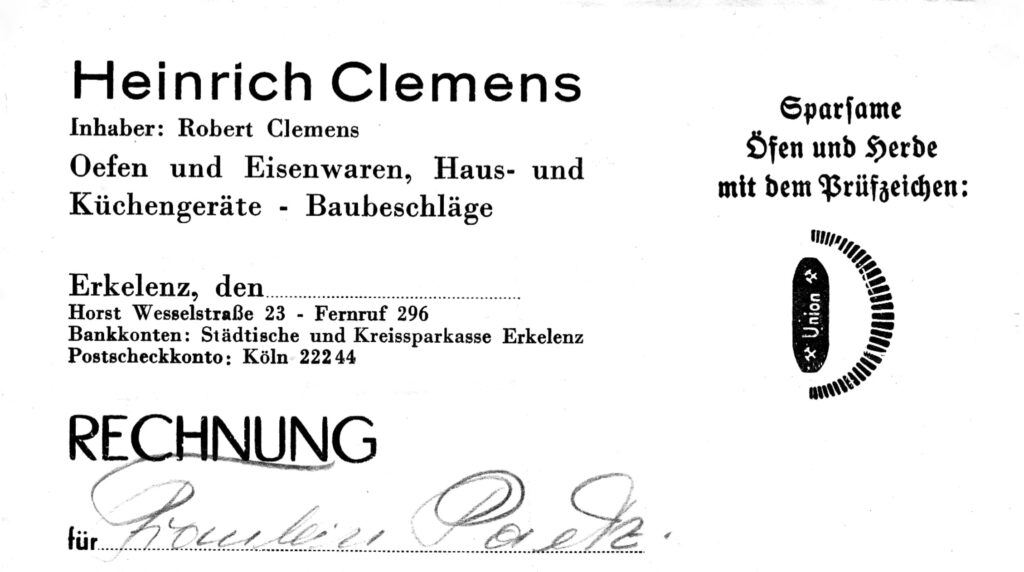 Heinrich Clemens
Inhaber: Robert Clemens
Oefen und Eisenwaren, Haus- und
Küchengeräte - Baubeschläge
Erkelenz, den
Horst Wesselstraße 23 - Fernruf 296
Bankkonten: Städtische und Kreissparkasse Erkelenz
Postscheckkonto: Köln 22244
Sparſame
Öfen und Herde
mit dem Prüfzeichen:
Union
RECHNUNG
für Fräulein Paetz.